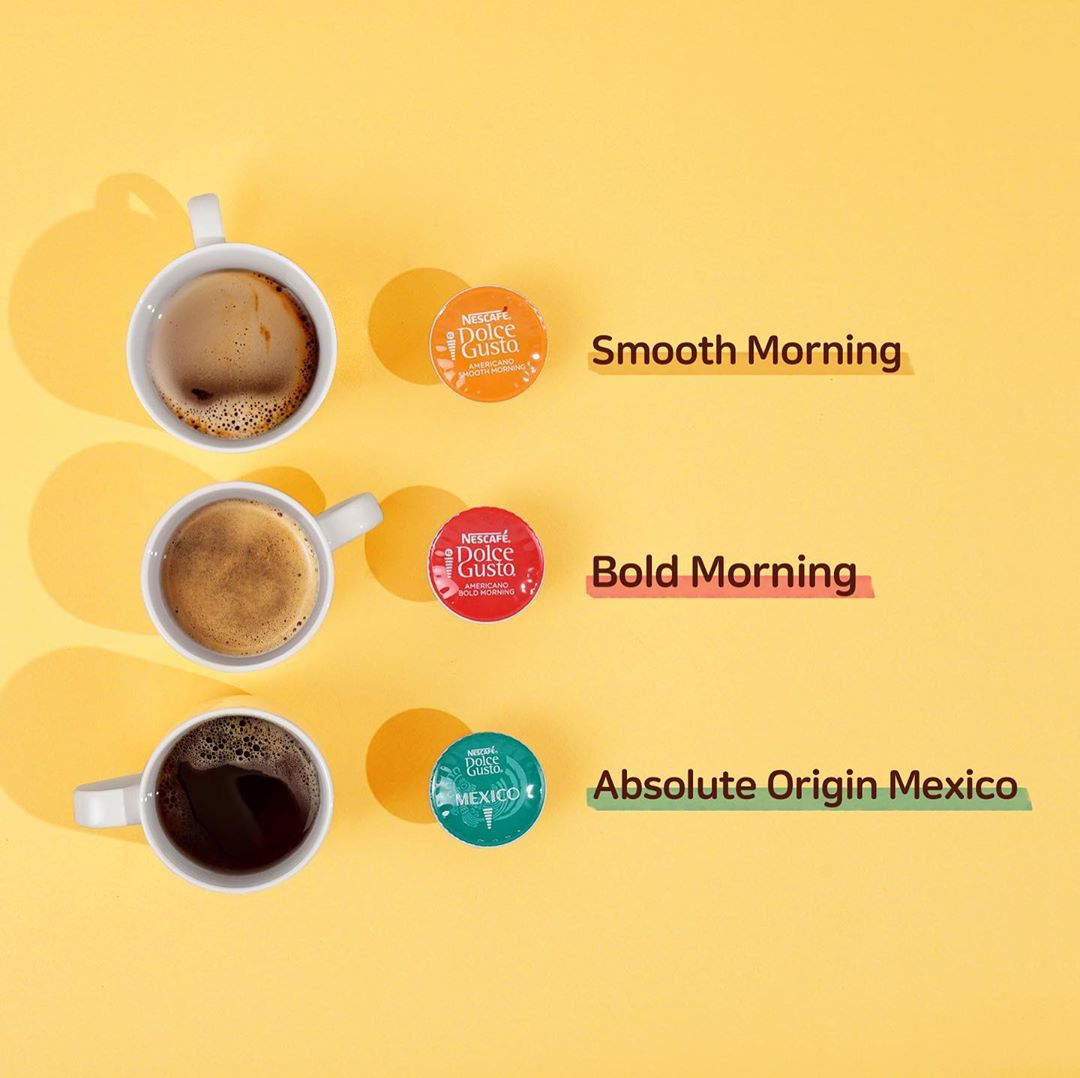 NESCAFÉ®
Dolce
Gusto®
AMERICANO
SMOOTH MORNING
Smooth Morning
NESCAFÉ®
Dolce
Gusto®
AMERICANO
BOLD MORNING
Bold Morning
NESCAFÉ®
Dolce
Gusto®
MEXICO
Absolute Origin Mexico